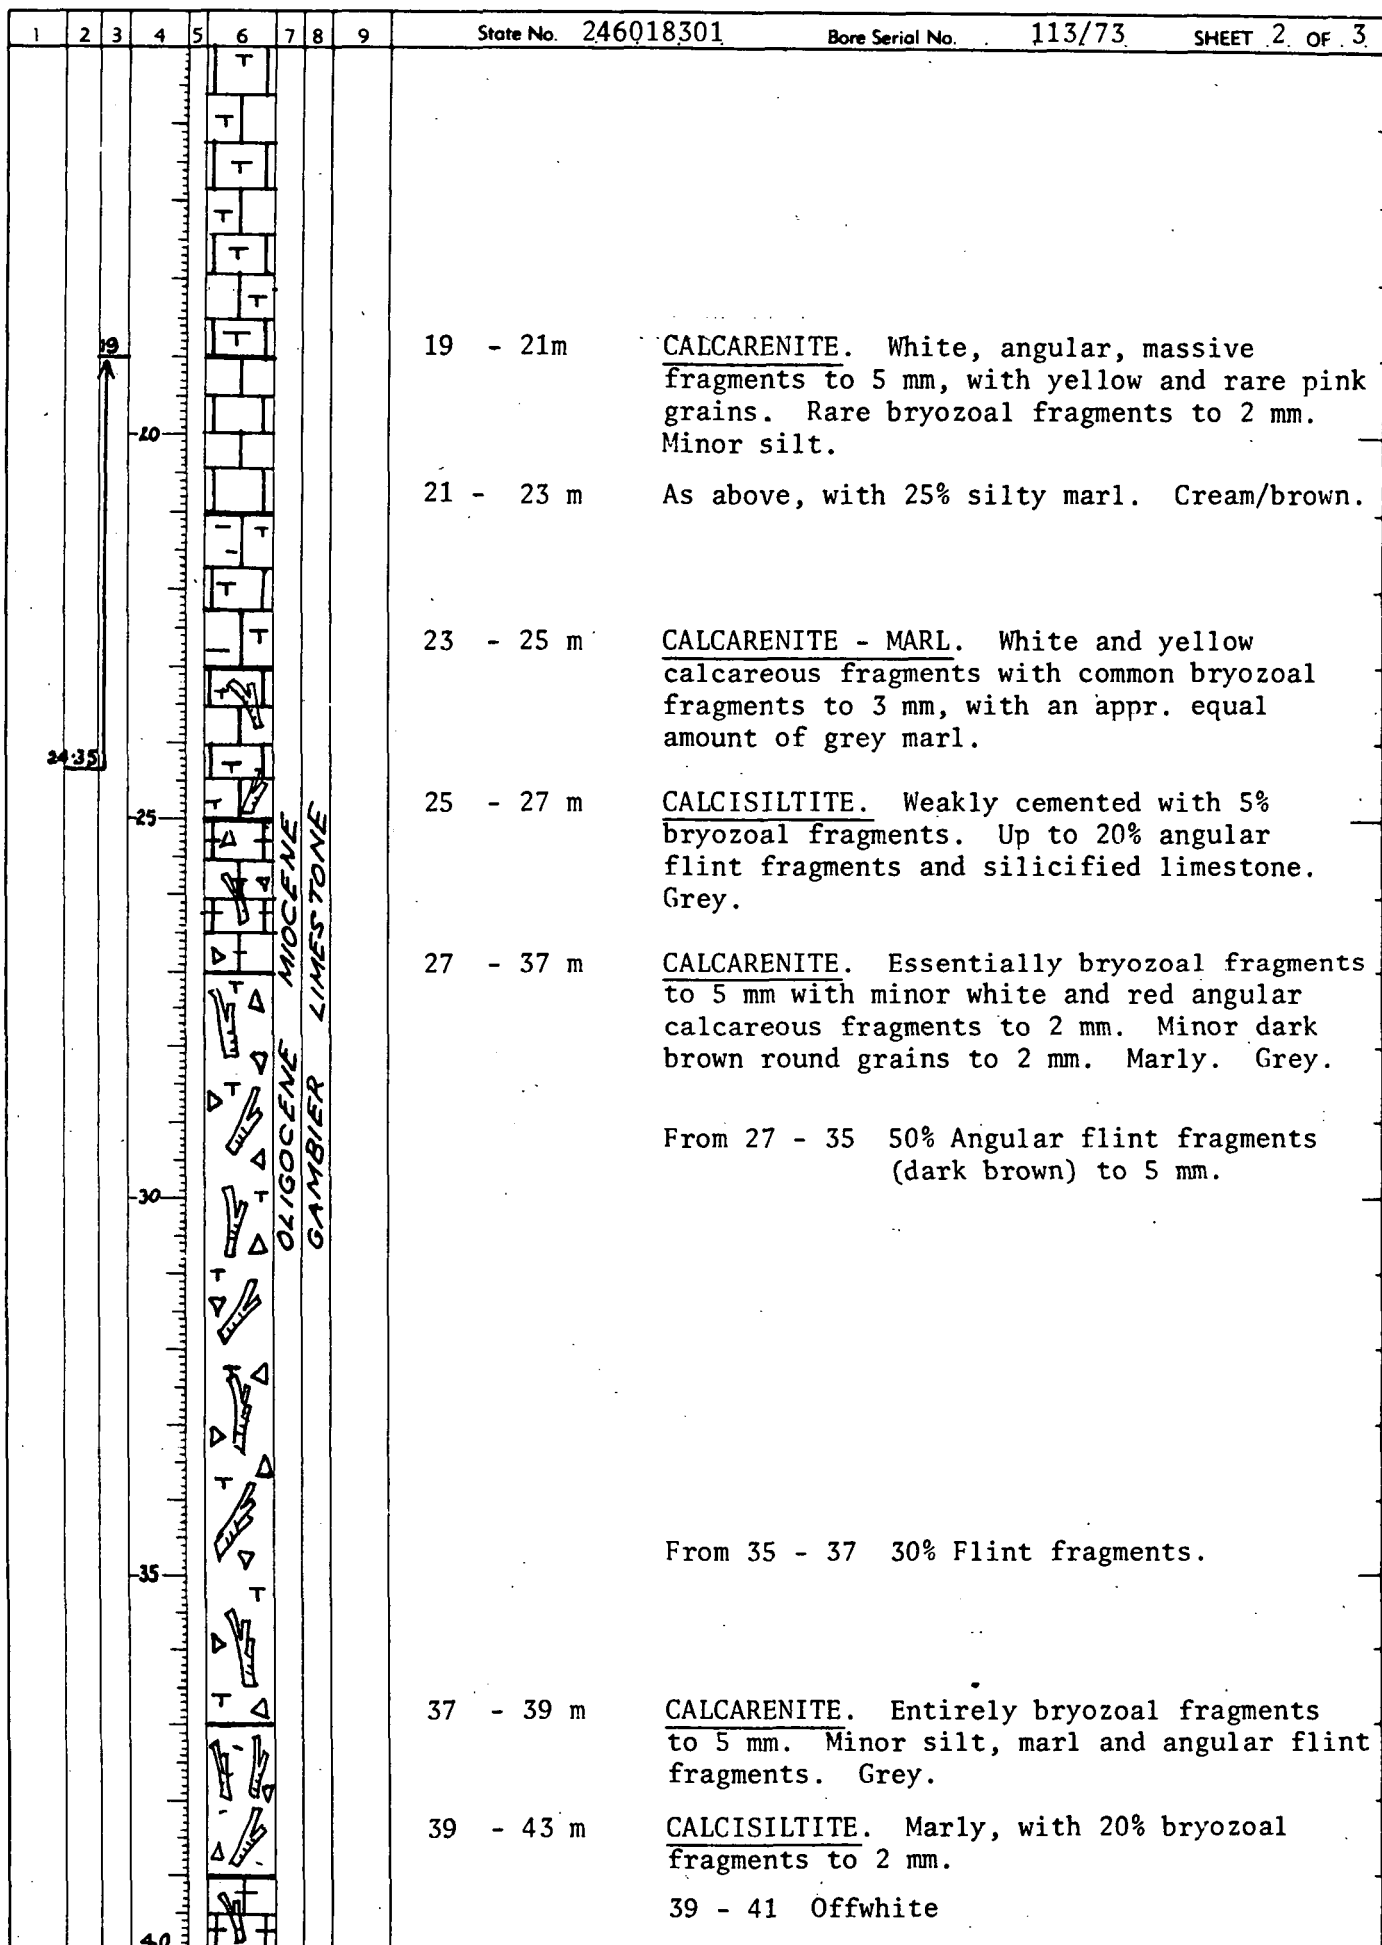 1 2 3 4 5 6 7 8 9 State No. 246018301 Bore Serial No. 113/73 SHEET 2 OF 3
19
19 - 21m CALCARENITE. White, angular, massive
fragments to 5 mm, with yellow and rare pink
grains. Rare bryozoal fragments to 2 mm.
Minor silt.
20
21 - 23 m As above, with 25% silty marl. Cream/brown.
23 - 25 m CALCARENITE - MARL. White and yellow
calcareous fragments with common bryozoal
fragments to 3 mm, with an appr. equal
amount of grey marl.
24.35
25
25 - 27 m CALCISILTITE. Weakly cemented with 5%
bryozoal fragments. Up to 20% angular
flint fragments and silicified limestone.
Grey.
OLIGOCENE MIOCENE
GAMBIER LIMESTONE
27 - 37 m CALCARENITE. Essentially bryozoal fragments
to 5 mm with minor white and red angular
calcareous fragments to 2 mm. Minor dark
brown round grains to 2 mm. Marly. Grey.
From 27 - 35 50% Angular flint fragments
(dark brown) to 5 mm.
30
From 35 - 37 30% Flint fragments.
35
37 - 39 m CALCARENITE. Entirely bryozoal fragments
to 5 mm. Minor silt, marl and angular flint
fragments. Grey.
39 - 43 m CALCISILTITE. Marly, with 20% bryozoal
fragments to 2 mm.
39 - 41 Offwhite
40